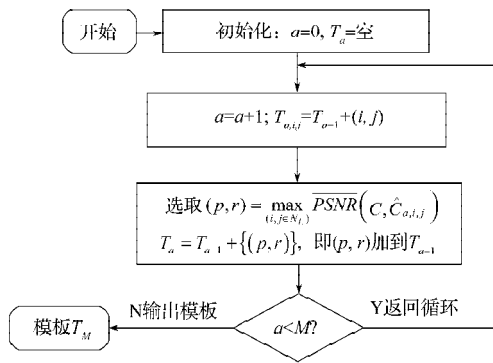 开始
初始化：a=0, Tₐ=空
a=a+1; T_{a,i,j}=T_{a-1}+(i, j)
选取(p,r)=max_{(i,j∈N_L)} \overline{PSNR}(C,Ĉ_{a,i,j})
T_a=T_{a-1}+{(p,r)}，即(p, r)加到T_{a-1}
N输出模板
a<M?
Y返回循环
模板T_M